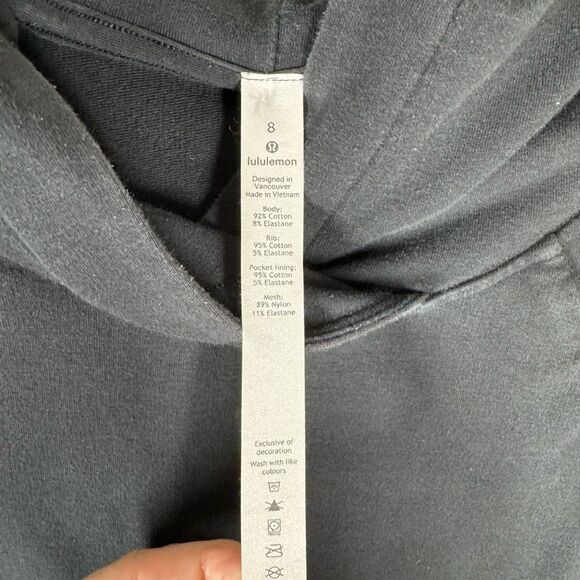 8
lululemon
Designed in
Vancouver
Made in Vietnam
Body:
92% Cotton
8% Elastane
Rib:
95% Cotton
5% Elastane
Pocket lining:
95% Cotton
5% Elastane
Mesh:
89% Nylon
11% Elastane
Exclusive of
decoration
Wash with like
colours